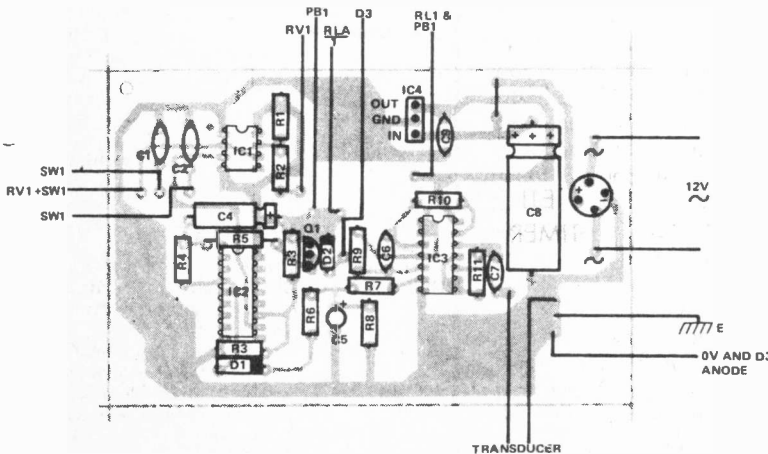 PB1
D3
RL1 &
PB1
RV1
RLA
IC4
OUT
GND
IN
R1
C1
IC1
C9
R2
SW1
RV1 +SW1
SW1
12V
R10
C4
C8
Q1
R5
R4
R3
D2
R9
C6
IC3
R11
C7
IC2
R7
R6
C5
R8
E
R3
D1
0V AND D3
ANODE
TRANSDUCER